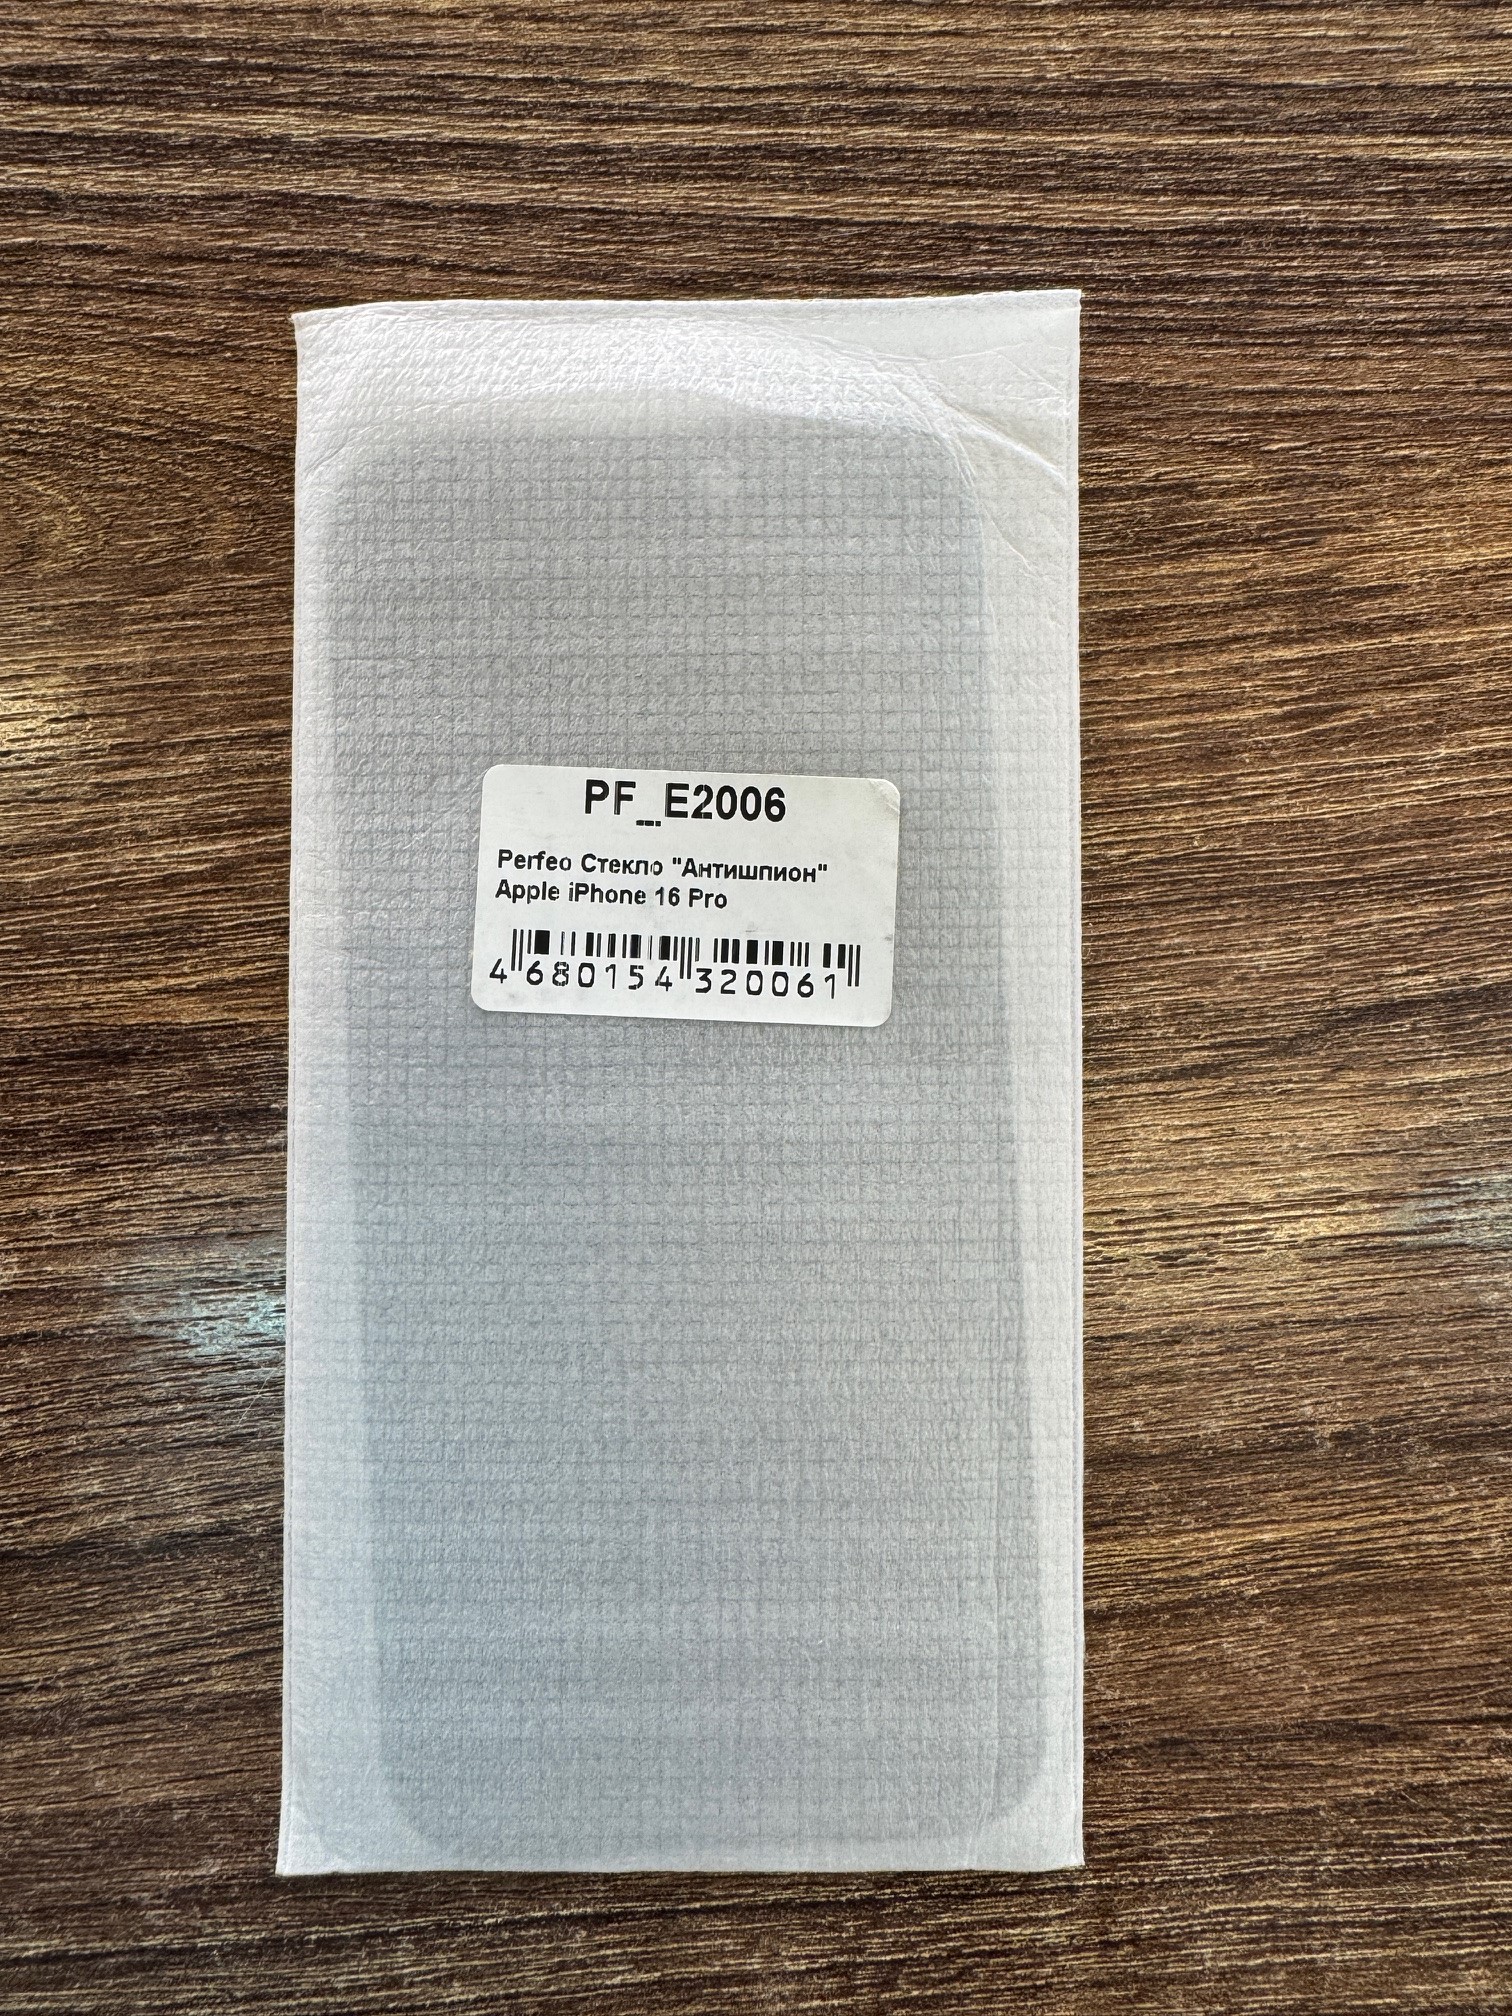 PF_E2006
Perfeo Стекло "Антишпион"
Apple iPhone 16 Pro
4 680154 320061